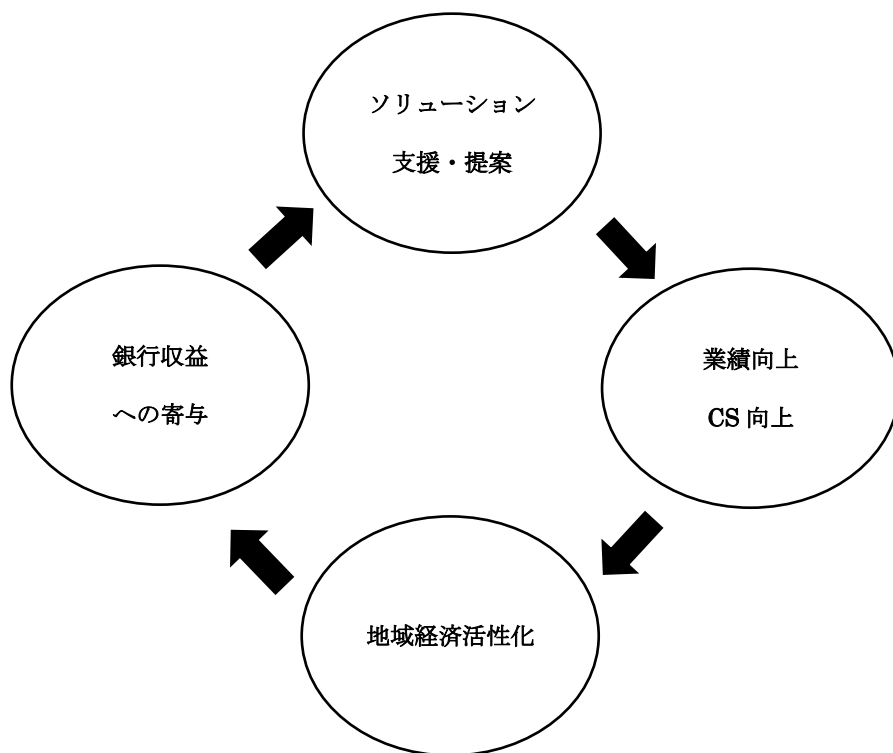 ソリューション
支援・提案
銀行収益
への寄与
業績向上
CS 向上
地域経済活性化